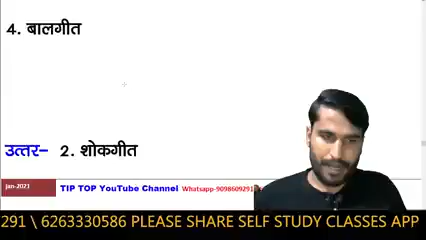 4. बालगीत
उत्तर– 2. शोकगीत
jan-2021
TIP TOP YouTube Channel Whatsapp-9098609291
291 \ 6263330586 PLEASE SHARE SELF STUDY CLASSES APP